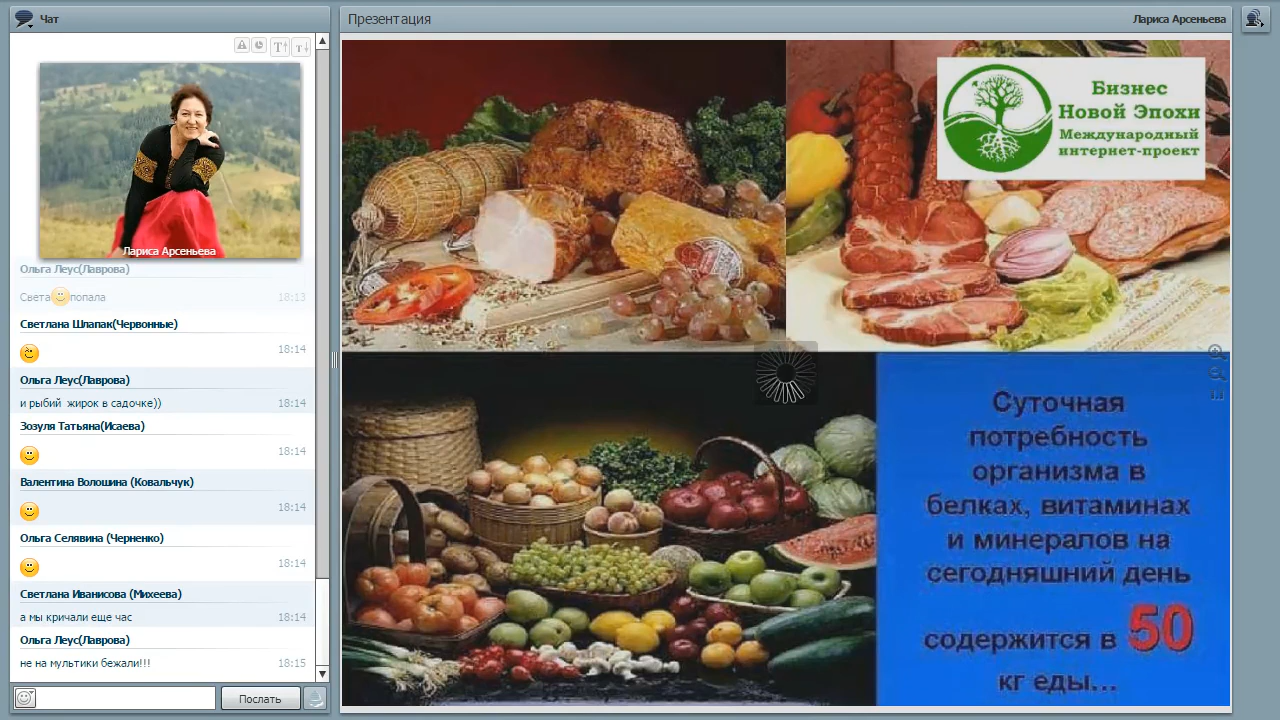 Чат
Лариса Арсеньева
Ольга Леус(Лаврова)
Света попала 18:13
Светлана Шлапак(Червонные)
18:14
Ольга Леус(Лаврова)
и рыбий жирок в садочке)) 18:14
Зозуля Татьяна(Исаева)
18:14
Валентина Волошина (Ковальчук)
18:14
Ольга Селявина (Черненко)
18:14
Светлана Иванисова (Михеева)
а мы кричали еще час 18:14
Ольга Леус(Лаврова)
не на мультики бежали!!! 18:15
Послать
Презентация
Лариса Арсеньева
Бизнес
Новой Эпохи
Международный
интернет-проект
Суточная
потребность
организма в
белках, витаминах
и минералов на
сегодняшний день
содержится в 50
кг еды...